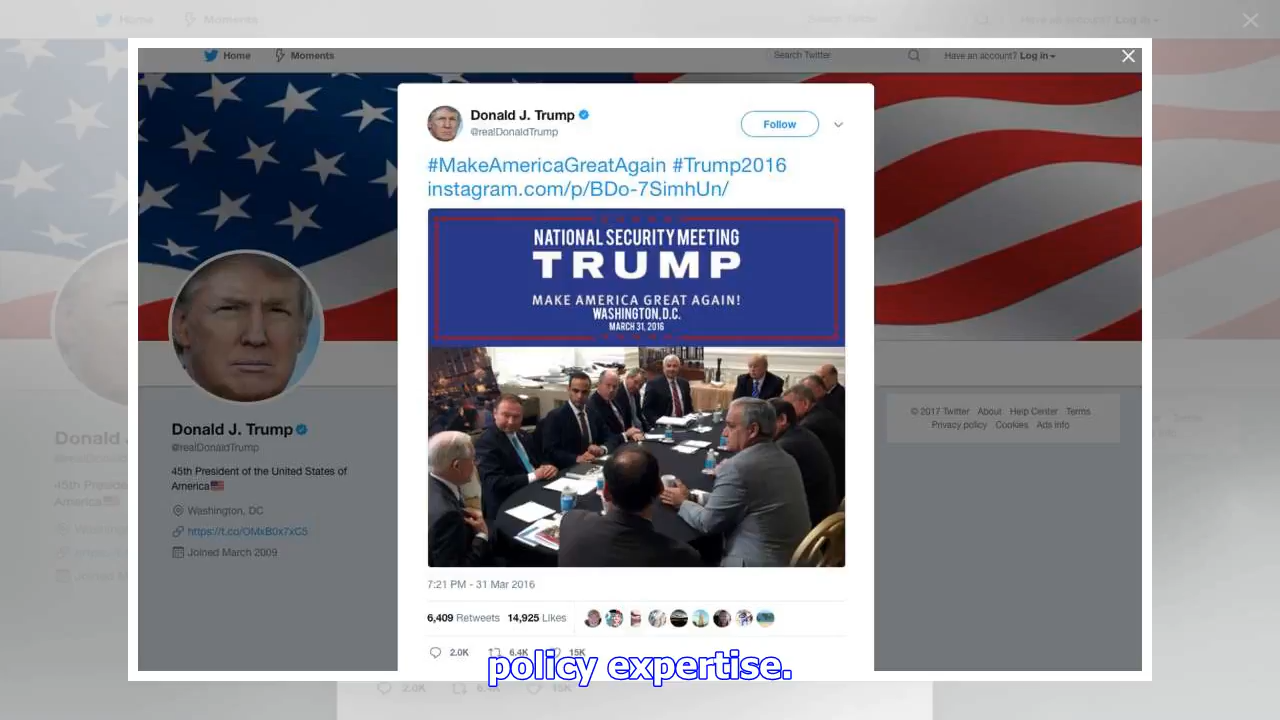 Home Moments
Search Twitter
Have an account? Log in
Donald J. Trump
@realDonaldTrump
Follow
#MakeAmericaGreatAgain #Trump2016
instagram.com/p/BDo-7SimhUn/
NATIONAL SECURITY MEETING
TRUMP
MAKE AMERICA GREAT AGAIN!
WASHINGTON, D.C.
MARCH 31, 2016
Donald J. Trump
@realDonaldTrump
45th President of the United States of
America
Washington, DC
https://t.co/OMxB0x7xC5
Joined March 2009
© 2017 Twitter About Help Center Terms
Privacy policy Cookies Ads info
7:21 PM - 31 Mar 2016
6,409 Retweets 14,925 Likes
2.0K 6.4K 15K
policy expertise.